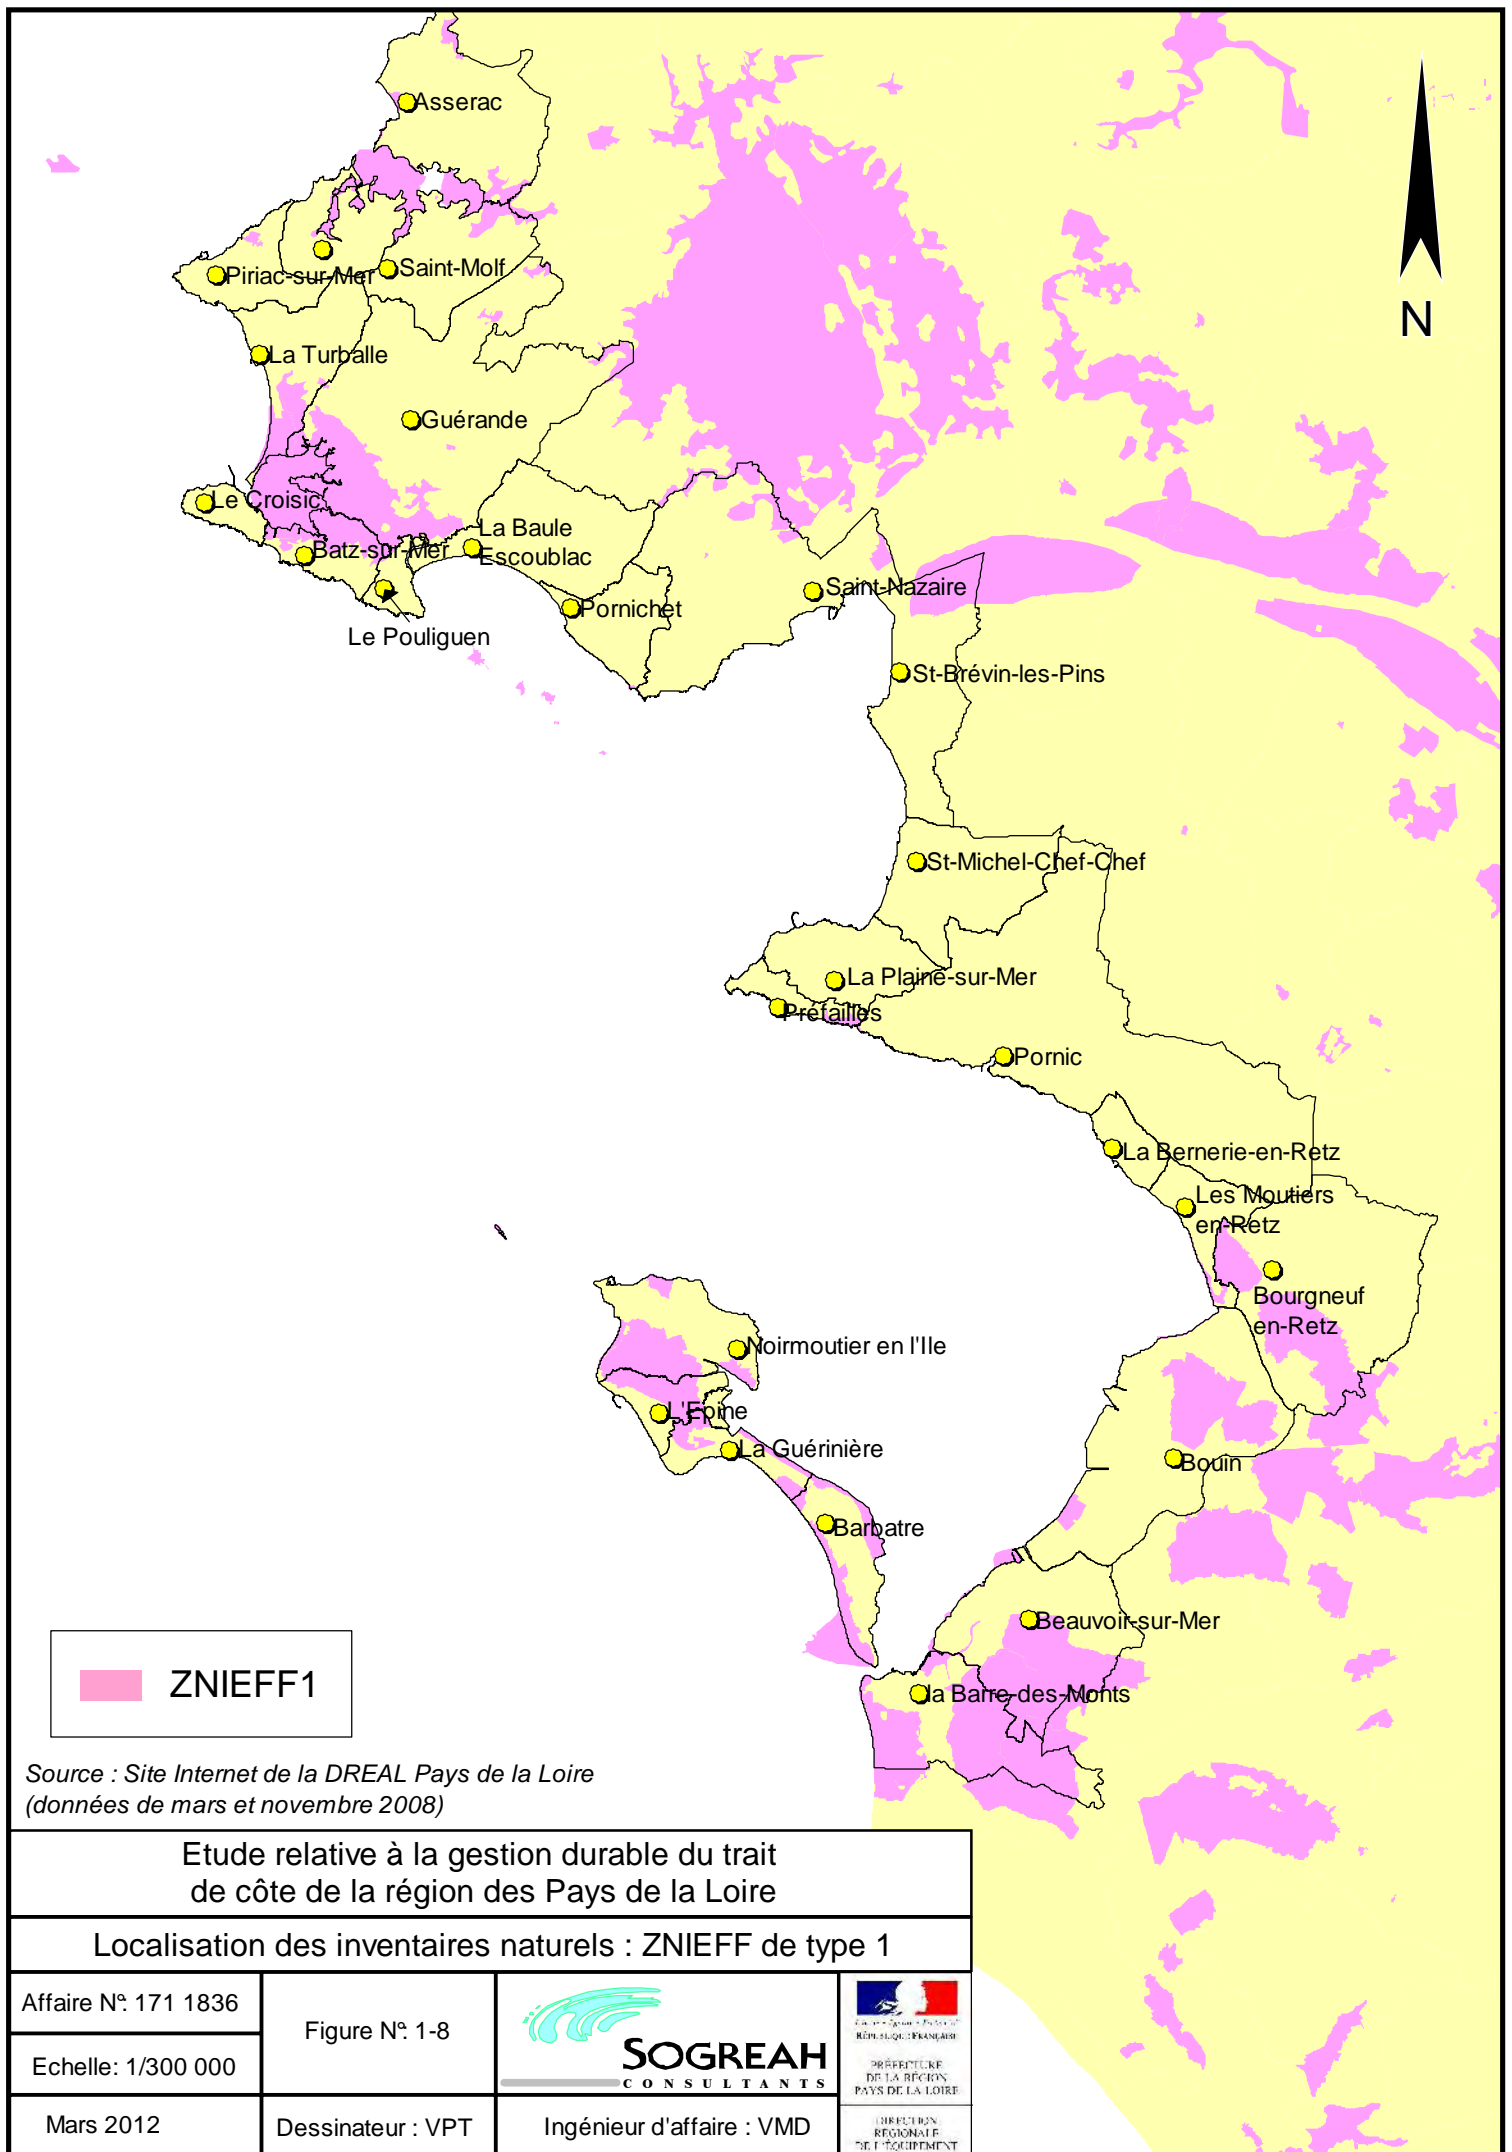 Asserac
Piriac-sur-Mer
Saint-Molf
N
La Turballe
Guérande
Le Croisic
La Baule
Escoublac
Batz-sur-Mer
Saint-Nazaire
Pornichet
Le Pouliguen
St-Brévin-les-Pins
St-Michel-Chef-Chef
La Plaine-sur-Mer
Préfailles
Pornic
La Bernerie-en-Retz
Les Moutiers
en-Retz
Bourgneuf
en-Retz
Noirmoutier en l'Ile
L'Epine
La Guérinière
Bouin
Barbatre
Beauvoir-sur-Mer
la Barre-des-Monts
ZNIEFF1
Source : Site Internet de la DREAL Pays de la Loire
(données de mars et novembre 2008)
Etude relative à la gestion durable du trait
de côte de la région des Pays de la Loire
Localisation des inventaires naturels : ZNIEFF de type 1
Affaire N°: 171 1836
Echelle: 1/300 000
Mars 2012
Figure N°: 1-8
Dessinateur : VPT
SOGREAH
CONSULTANTS
Ingénieur d'affaire : VMD
RÉPUBLIQUE FRANÇAISE
PRÉFECTURE
DE LA RÉGION
PAYS DE LA LOIRE
DIRECTION
RÉGIONALE
DE L'ÉQUIPEMENT